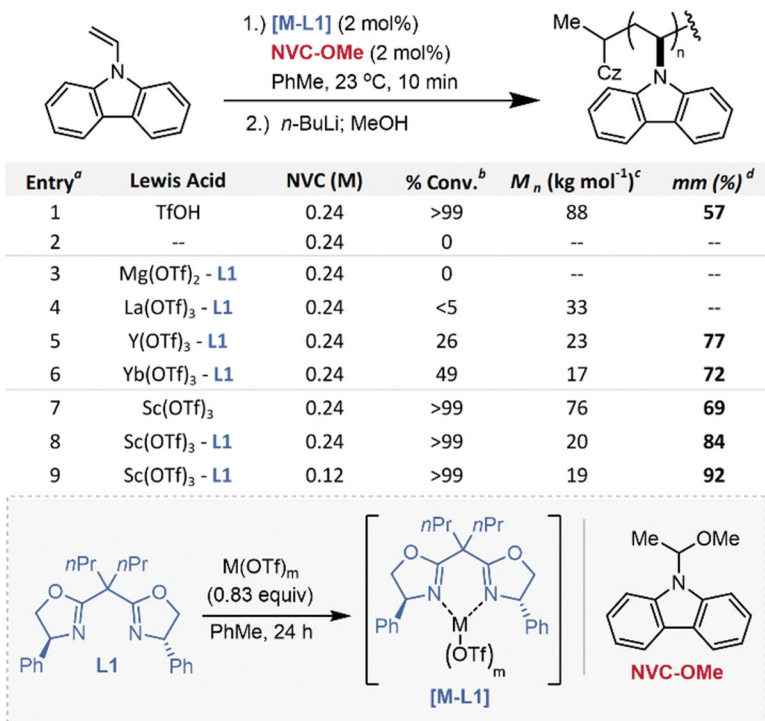 1.) [M-L1] (2 mol%)
NVC-OMe (2 mol%)
PhMe, 23 ºC, 10 min
2.) n-BuLi; MeOH
N
Me
Cz
n
N
Entryᵃ Lewis Acid NVC (M) % Conv.ᵇ Mₙ (kg mol⁻¹)ᶜ mm (%)ᵈ
1 TfOH 0.24 >99 88 57
2 -- 0.24 0 -- --
3 Mg(OTf)₂ - L1 0.24 0 -- --
4 La(OTf)₃ - L1 0.24 <5 33 --
5 Y(OTf)₃ - L1 0.24 26 23 77
6 Yb(OTf)₃ - L1 0.24 49 17 72
7 Sc(OTf)₃ 0.24 >99 76 69
8 Sc(OTf)₃ - L1 0.24 >99 20 84
9 Sc(OTf)₃ - L1 0.12 >99 19 92
nPr nPr
O O
N N
Ph Ph
L1
M(OTf)ₘ
(0.83 equiv)
PhMe, 24 h
nPr nPr
O O
N N
Ph M Ph
(OTf)ₘ
[M-L1]
Me OMe
N
NVC-OMe